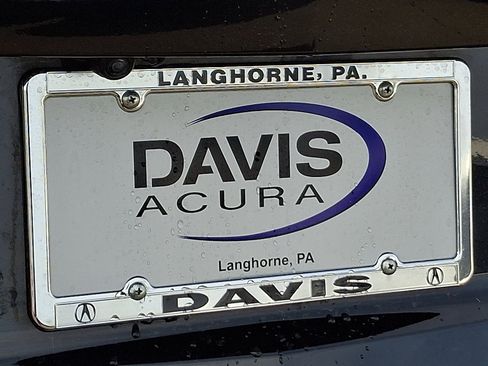 LANGHORNE, PA.
DAVIS
ACURA
Langhorne, PA
DAVIS